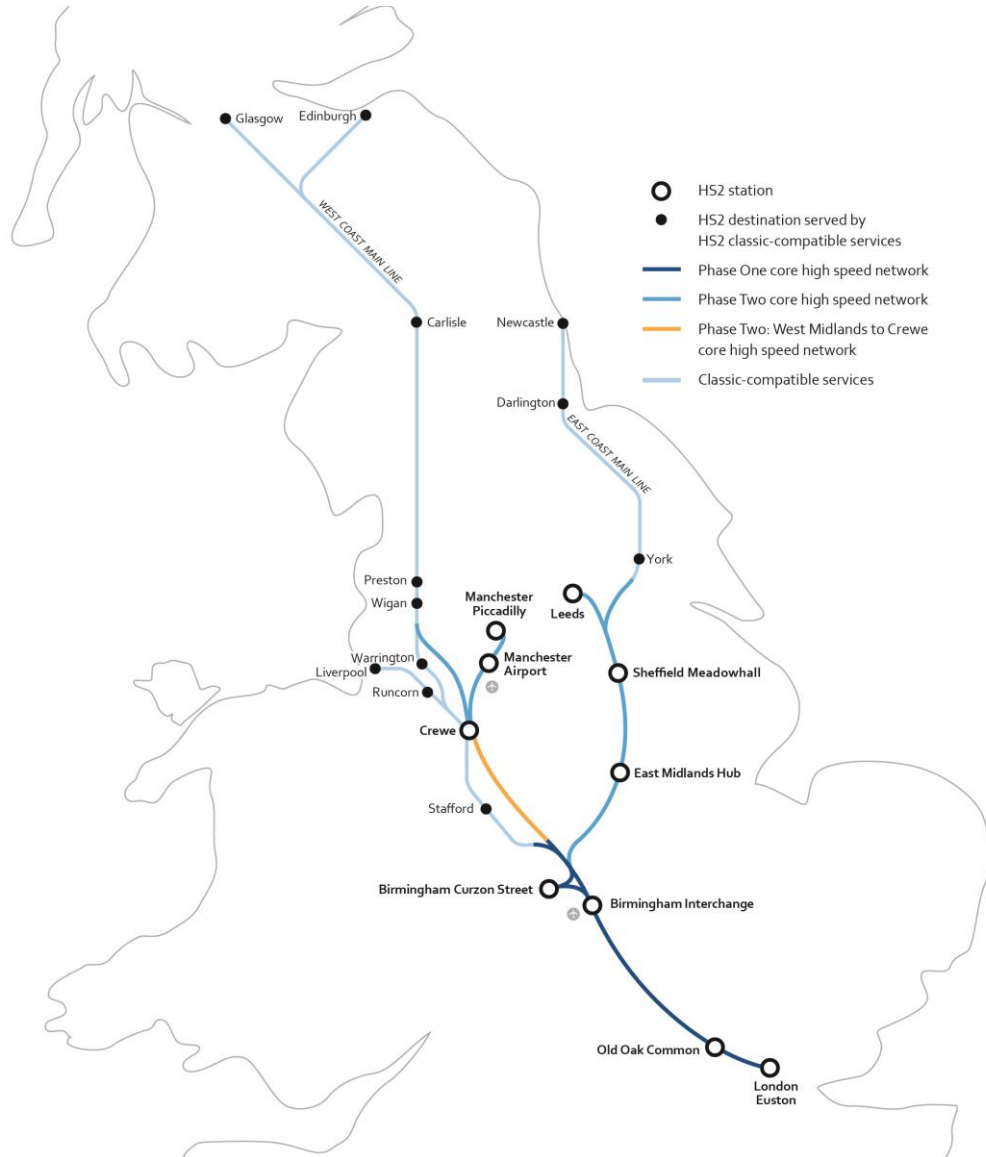 Glasgow
Edinburgh
WEST COAST MAIN LINE
HS2 station
HS2 destination served by
HS2 classic-compatible services
Phase One core high speed network
Phase Two core high speed network
Phase Two: West Midlands to Crewe
core high speed network
Classic-compatible services
Carlisle
Newcastle
Darlington
EAST COAST MAIN LINE
York
Preston
Wigan
Manchester
Piccadilly
Leeds
Warrington
Liverpool
Runcorn
Manchester
Airport
Sheffield Meadowhall
Crewe
East Midlands Hub
Stafford
Birmingham Curzon Street
Birmingham Interchange
Old Oak Common
London
Euston